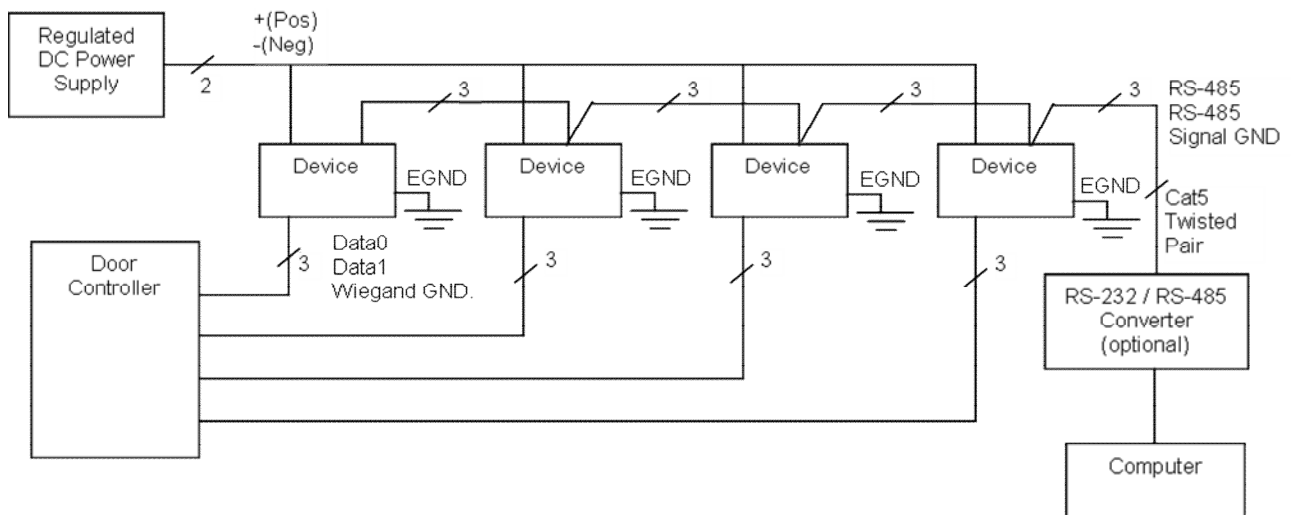 Regulated
DC Power
Supply
+(Pos)
-(Neg)
2
3
3
3
3
RS-485
RS-485
Signal GND
Device
Device
Device
Device
EGND
EGND
EGND
EGND
Cat5
Twisted
Pair
Door
Controller
3
Data0
Data1
Wiegand GND.
3
3
3
RS-232 / RS-485
Converter
(optional)
Computer